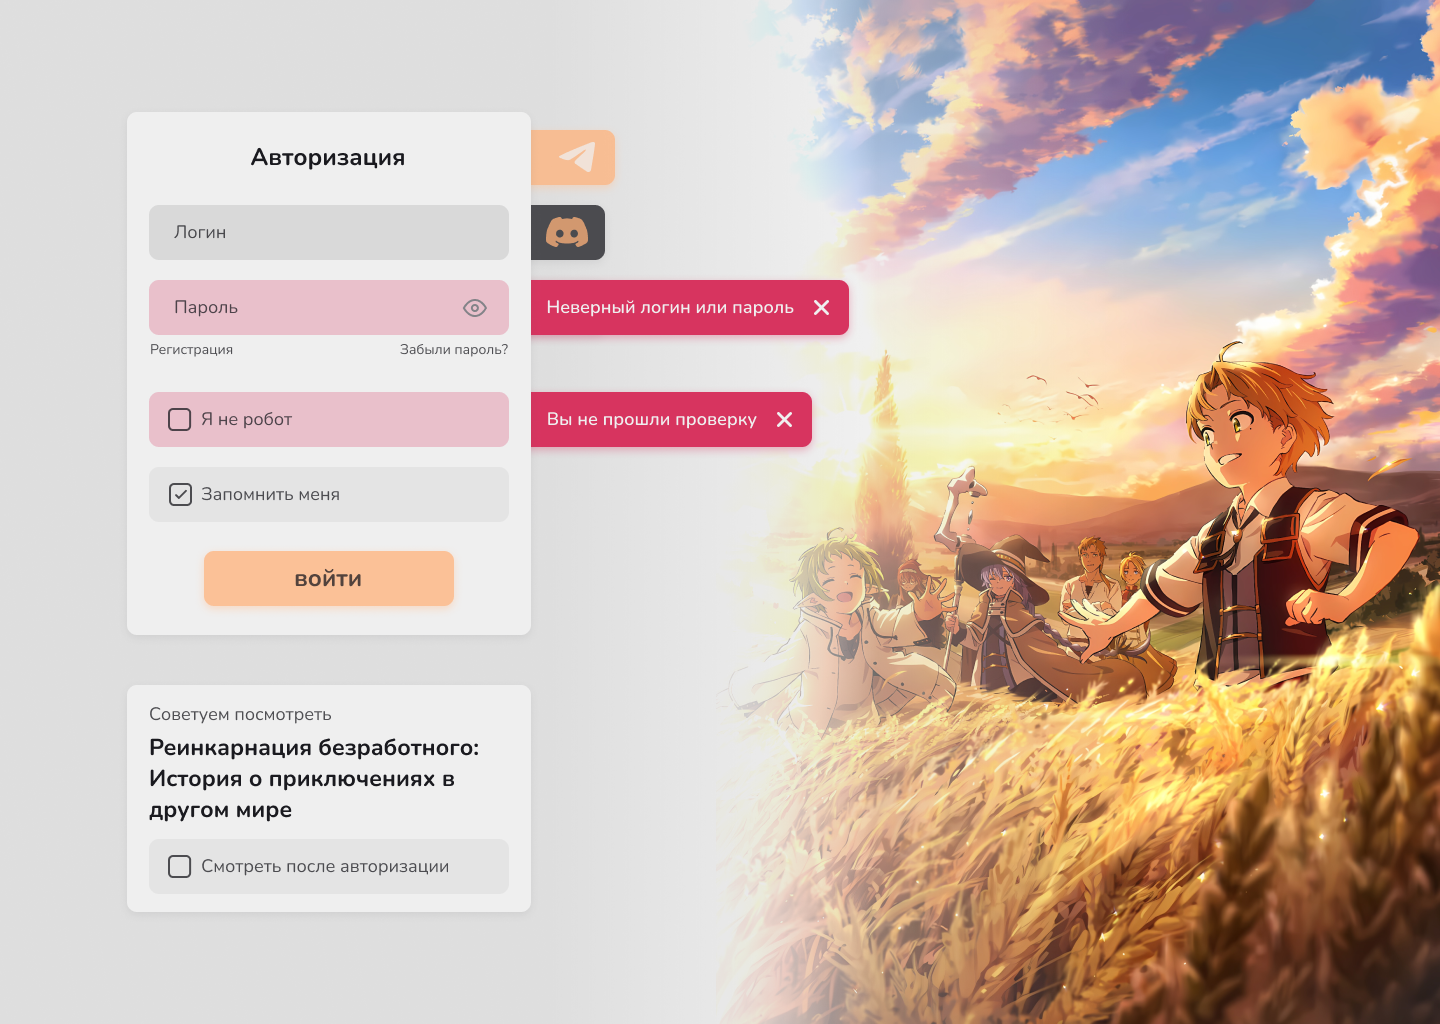 Авторизация
Логин
Пароль
Неверный логин или пароль
Регистрация
Забыли пароль?
Я не робот
Вы не прошли проверку
Запомнить меня
ВОЙТИ
Советуем посмотреть
Реинкарнация безработного:
История о приключениях в
другом мире
Смотреть после авторизации